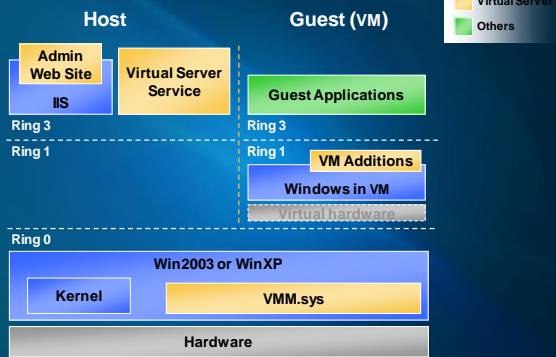 Host
Guest (VM)
Virtual Server
Others
Admin
Web Site
IIS
Virtual Server
Service
Guest Applications
Ring 3
Ring 3
Ring 1
Ring 1
VM Additions
Windows in VM
Virtual hardware
Ring 0
Win2003 or WinXP
Kernel
VMM.sys
Hardware